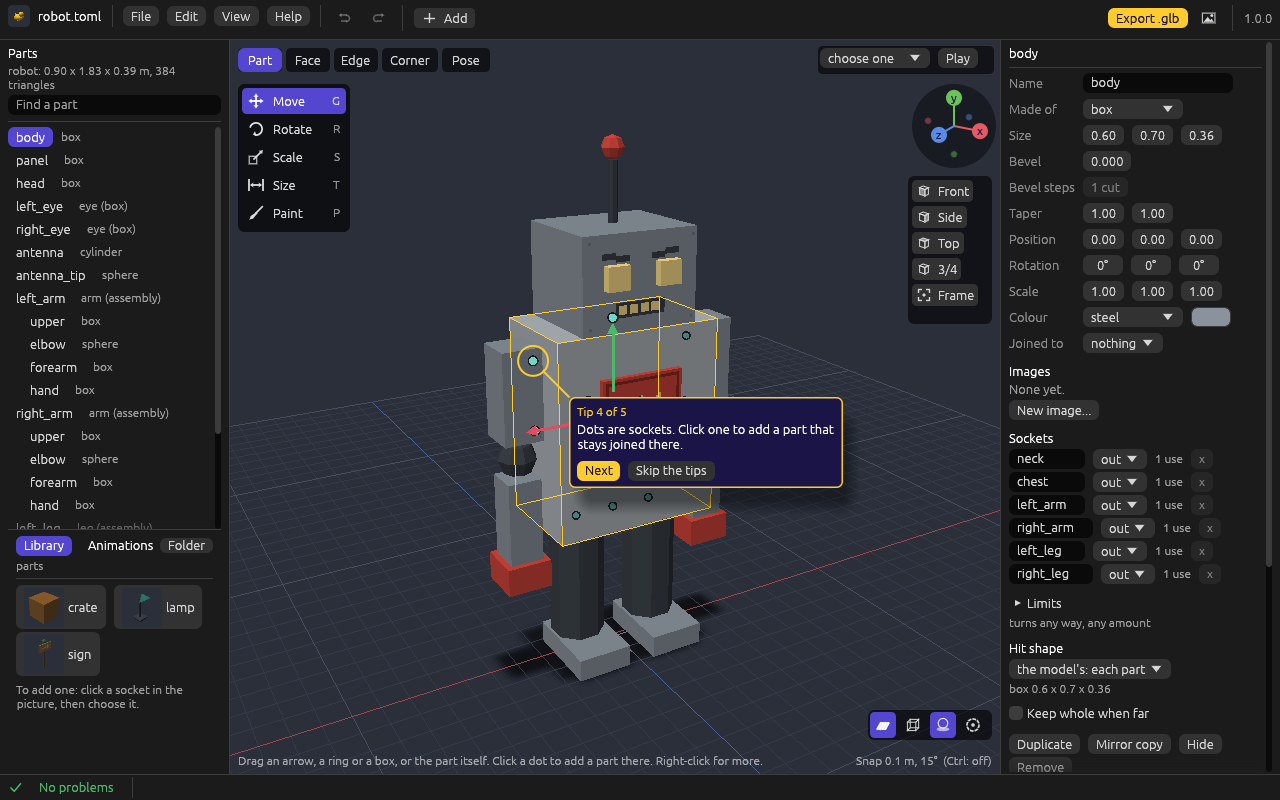 robot.toml File Edit View Help + Add Export .glb 1.0.0
Parts
robot: 0.90 x 1.83 x 0.39 m, 384
triangles
Find a part
body box
panel box
head box
left_eye eye (box)
right_eye eye (box)
antenna cylinder
antenna_tip sphere
left_arm arm (assembly)
upper box
elbow sphere
forearm box
hand box
right_arm arm (assembly)
upper box
elbow sphere
forearm box
hand box
left_leg leg (assembly)
Library Animations Folder
parts
crate lamp
sign
To add one: click a socket in the
picture, then choose it.
No problems
Part Face Edge Corner Pose
Move G
Rotate R
Scale S
Size T
Paint P
choose one Play
y
x
z
Front
Side
Top
3/4
Frame
Tip 4 of 5
Dots are sockets. Click one to add a part that
stays joined there.
Next Skip the tips
Drag an arrow, a ring or a box, or the part itself. Click a dot to add a part there. Right-click for more.
Snap 0.1 m, 15° (Ctrl: off)
body
Name body
Made of box
Size 0.60 0.70 0.36
Bevel 0.000
Bevel steps 1 cut
Taper 1.00 1.00
Position 0.00 0.00 0.00
Rotation 0° 0° 0°
Scale 1.00 1.00 1.00
Colour steel
Joined to nothing
Images
None yet.
New image...
Sockets
neck out 1 use x
chest out 1 use x
left_arm out 1 use x
right_arm out 1 use x
left_leg out 1 use x
right_leg out 1 use x
Limits
turns any way, any amount
Hit shape
the model's: each part
box 0.6 x 0.7 x 0.36
Keep whole when far
Duplicate Mirror copy Hide
Remove